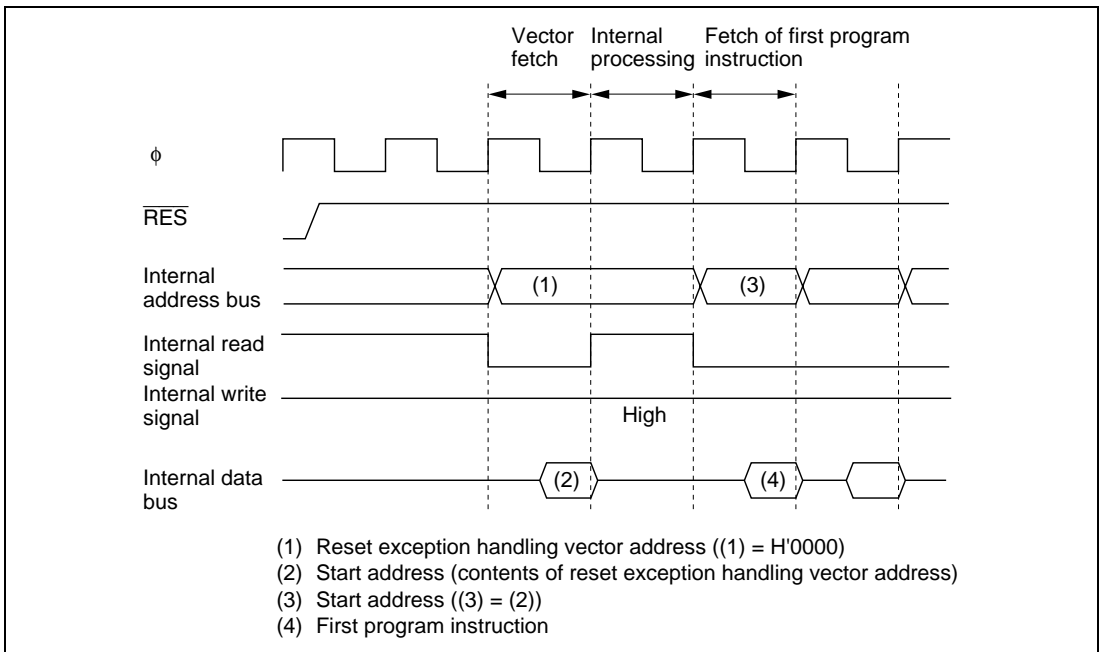 Vector fetch
Internal processing
Fetch of first program instruction
φ
RES
Internal address bus
(1)
(3)
Internal read signal
Internal write signal
High
Internal data bus
(2)
(4)
(1) Reset exception handling vector address ((1) = H'0000)
(2) Start address (contents of reset exception handling vector address)
(3) Start address ((3) = (2))
(4) First program instruction